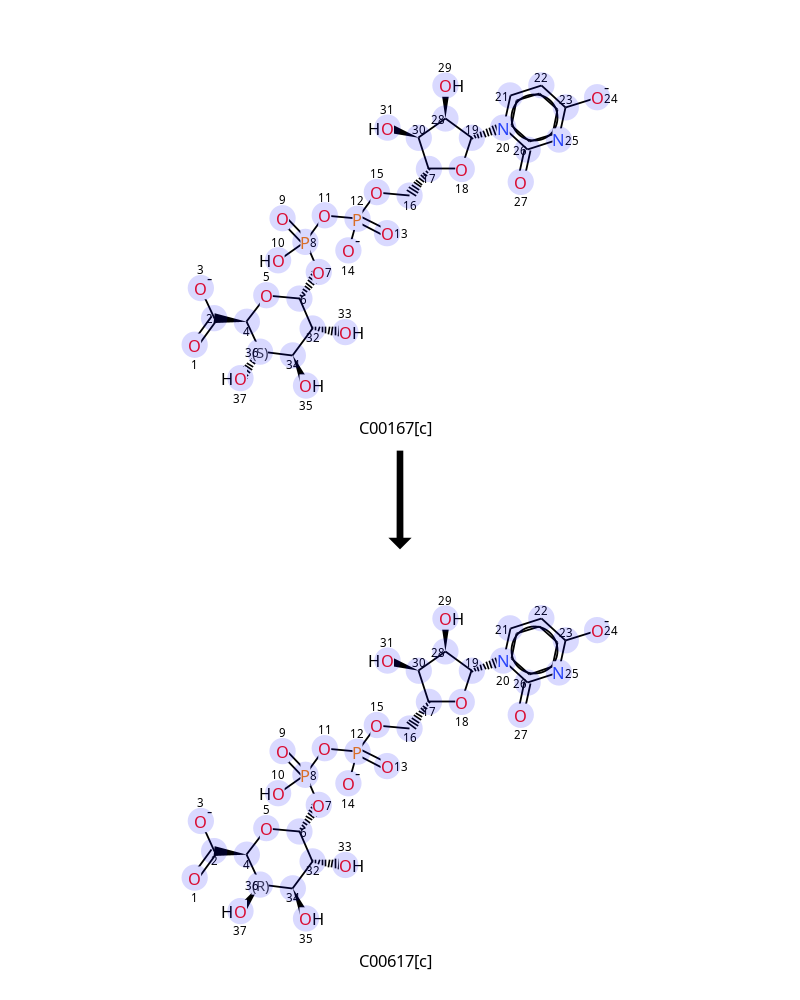 29
OH
22
21
23
O
-
24
31
HO
30
28
19
N
20
26
N
25
17
O
18
O
27
15
O
16
9
O
11
O
12
P
O
13
10
HO
P
8
O
-
14
3
O
-
5
O
O
7
6
2
4
33
OH
32
O
1
36
(S)
34
HO
37
OH
35
C00167[c]
29
OH
22
21
23
O
-
24
31
HO
30
28
19
N
20
26
N
25
17
O
18
O
27
15
O
16
9
O
11
O
12
P
O
13
10
HO
P
8
O
-
14
3
O
-
5
O
O
7
6
2
4
33
OH
32
O
1
36
(R)
34
HO
37
OH
35
C00617[c]